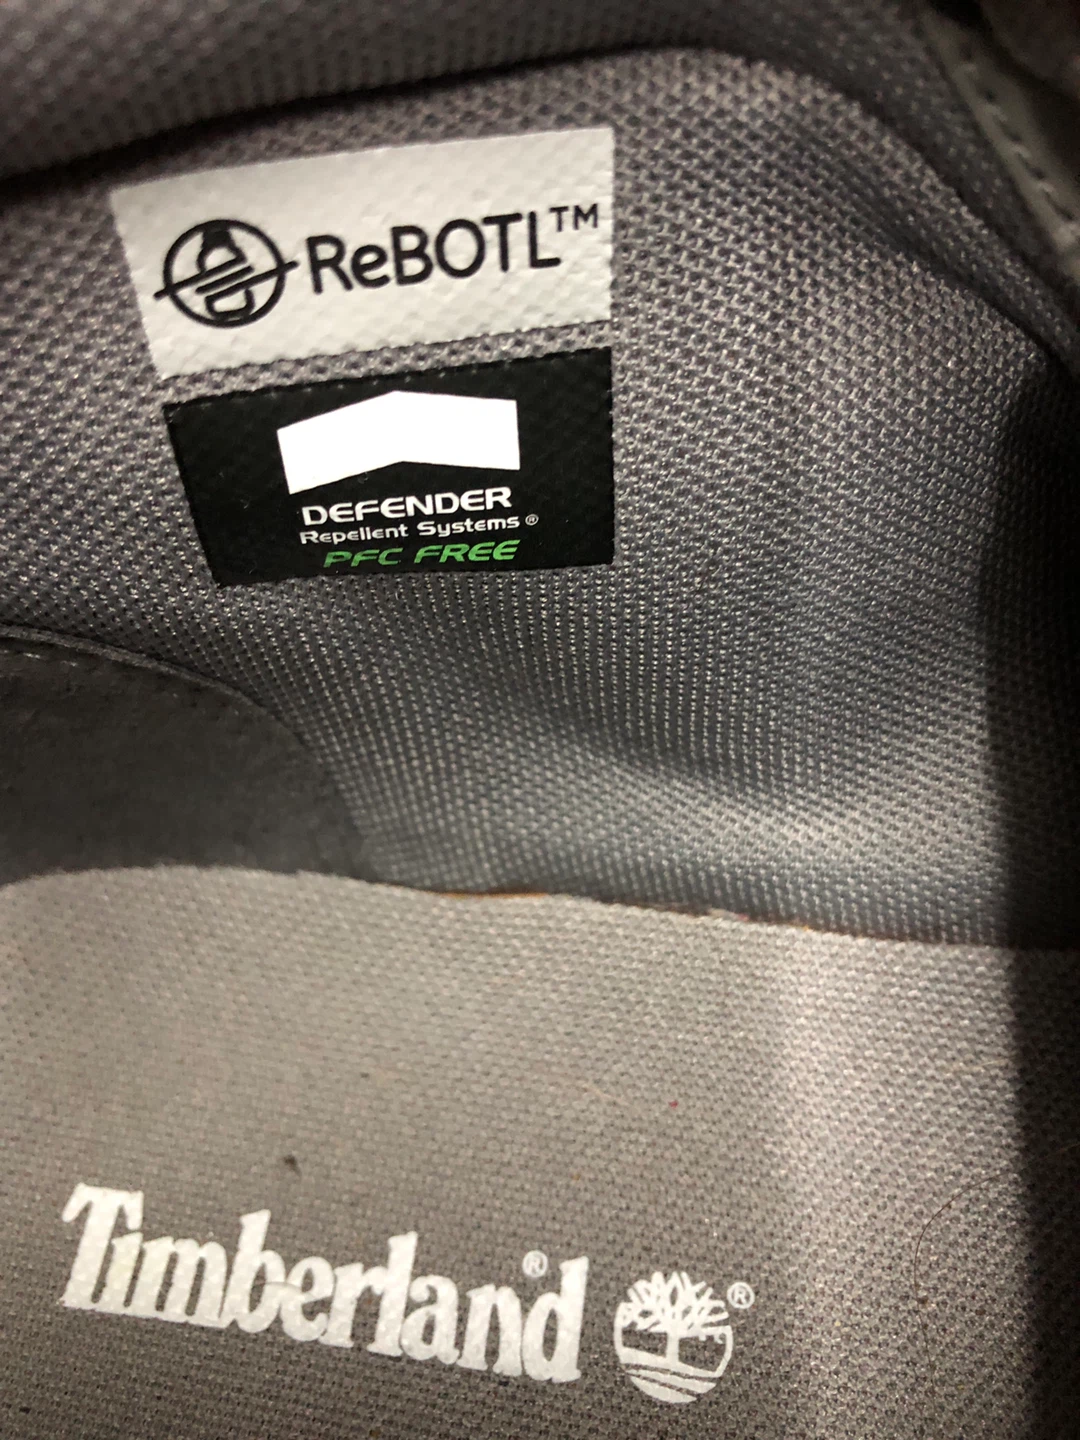 ReBOTL™
DEFENDER
Repellent Systems®
PFC FREE
Timberland® ®